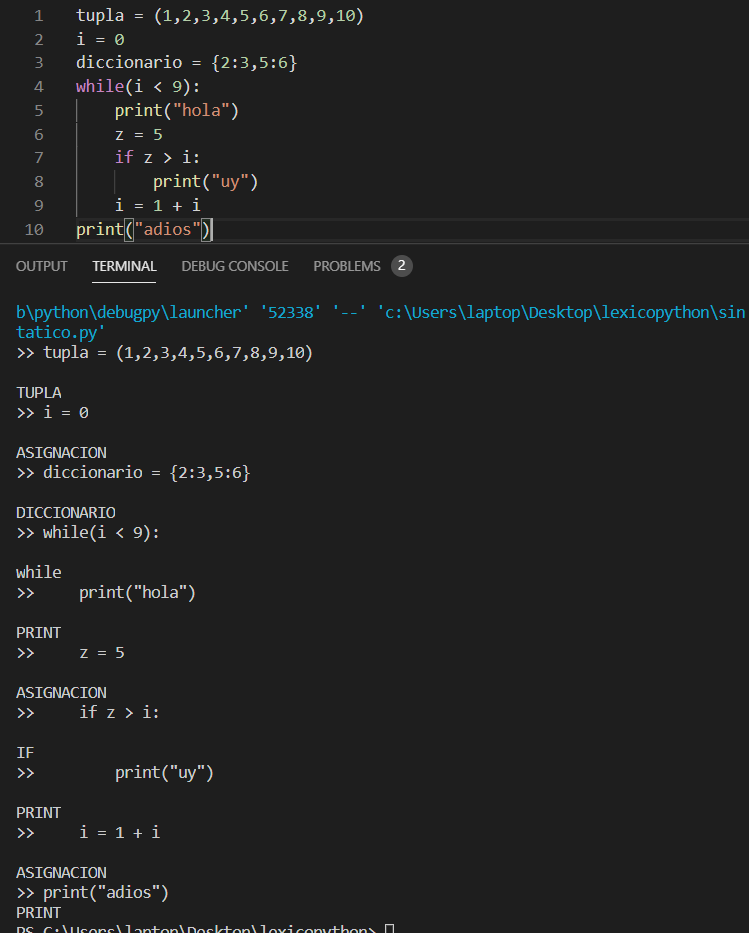 1 tupla = (1,2,3,4,5,6,7,8,9,10)
2 i = 0
3 diccionario = {2:3,5:6}
4 while(i < 9):
5     print("hola")
6     z = 5
7     if z > i:
8         print("uy")
9     i = 1 + i
10 print("adios")
OUTPUT TERMINAL DEBUG CONSOLE PROBLEMS 2
b\python\debugpy\launcher' '52338' '--' 'c:\Users\laptop\Desktop\lexicopython\sin
tatico.py'
>> tupla = (1,2,3,4,5,6,7,8,9,10)
TUPLA
>> i = 0
ASIGNACION
>> diccionario = {2:3,5:6}
DICCIONARIO
>> while(i < 9):
while
>>     print("hola")
PRINT
>>     z = 5
ASIGNACION
>>     if z > i:
IF
>>         print("uy")
PRINT
>>     i = 1 + i
ASIGNACION
>> print("adios")
PRINT
PS C:\Users\laptop\Desktop\lexicopython>